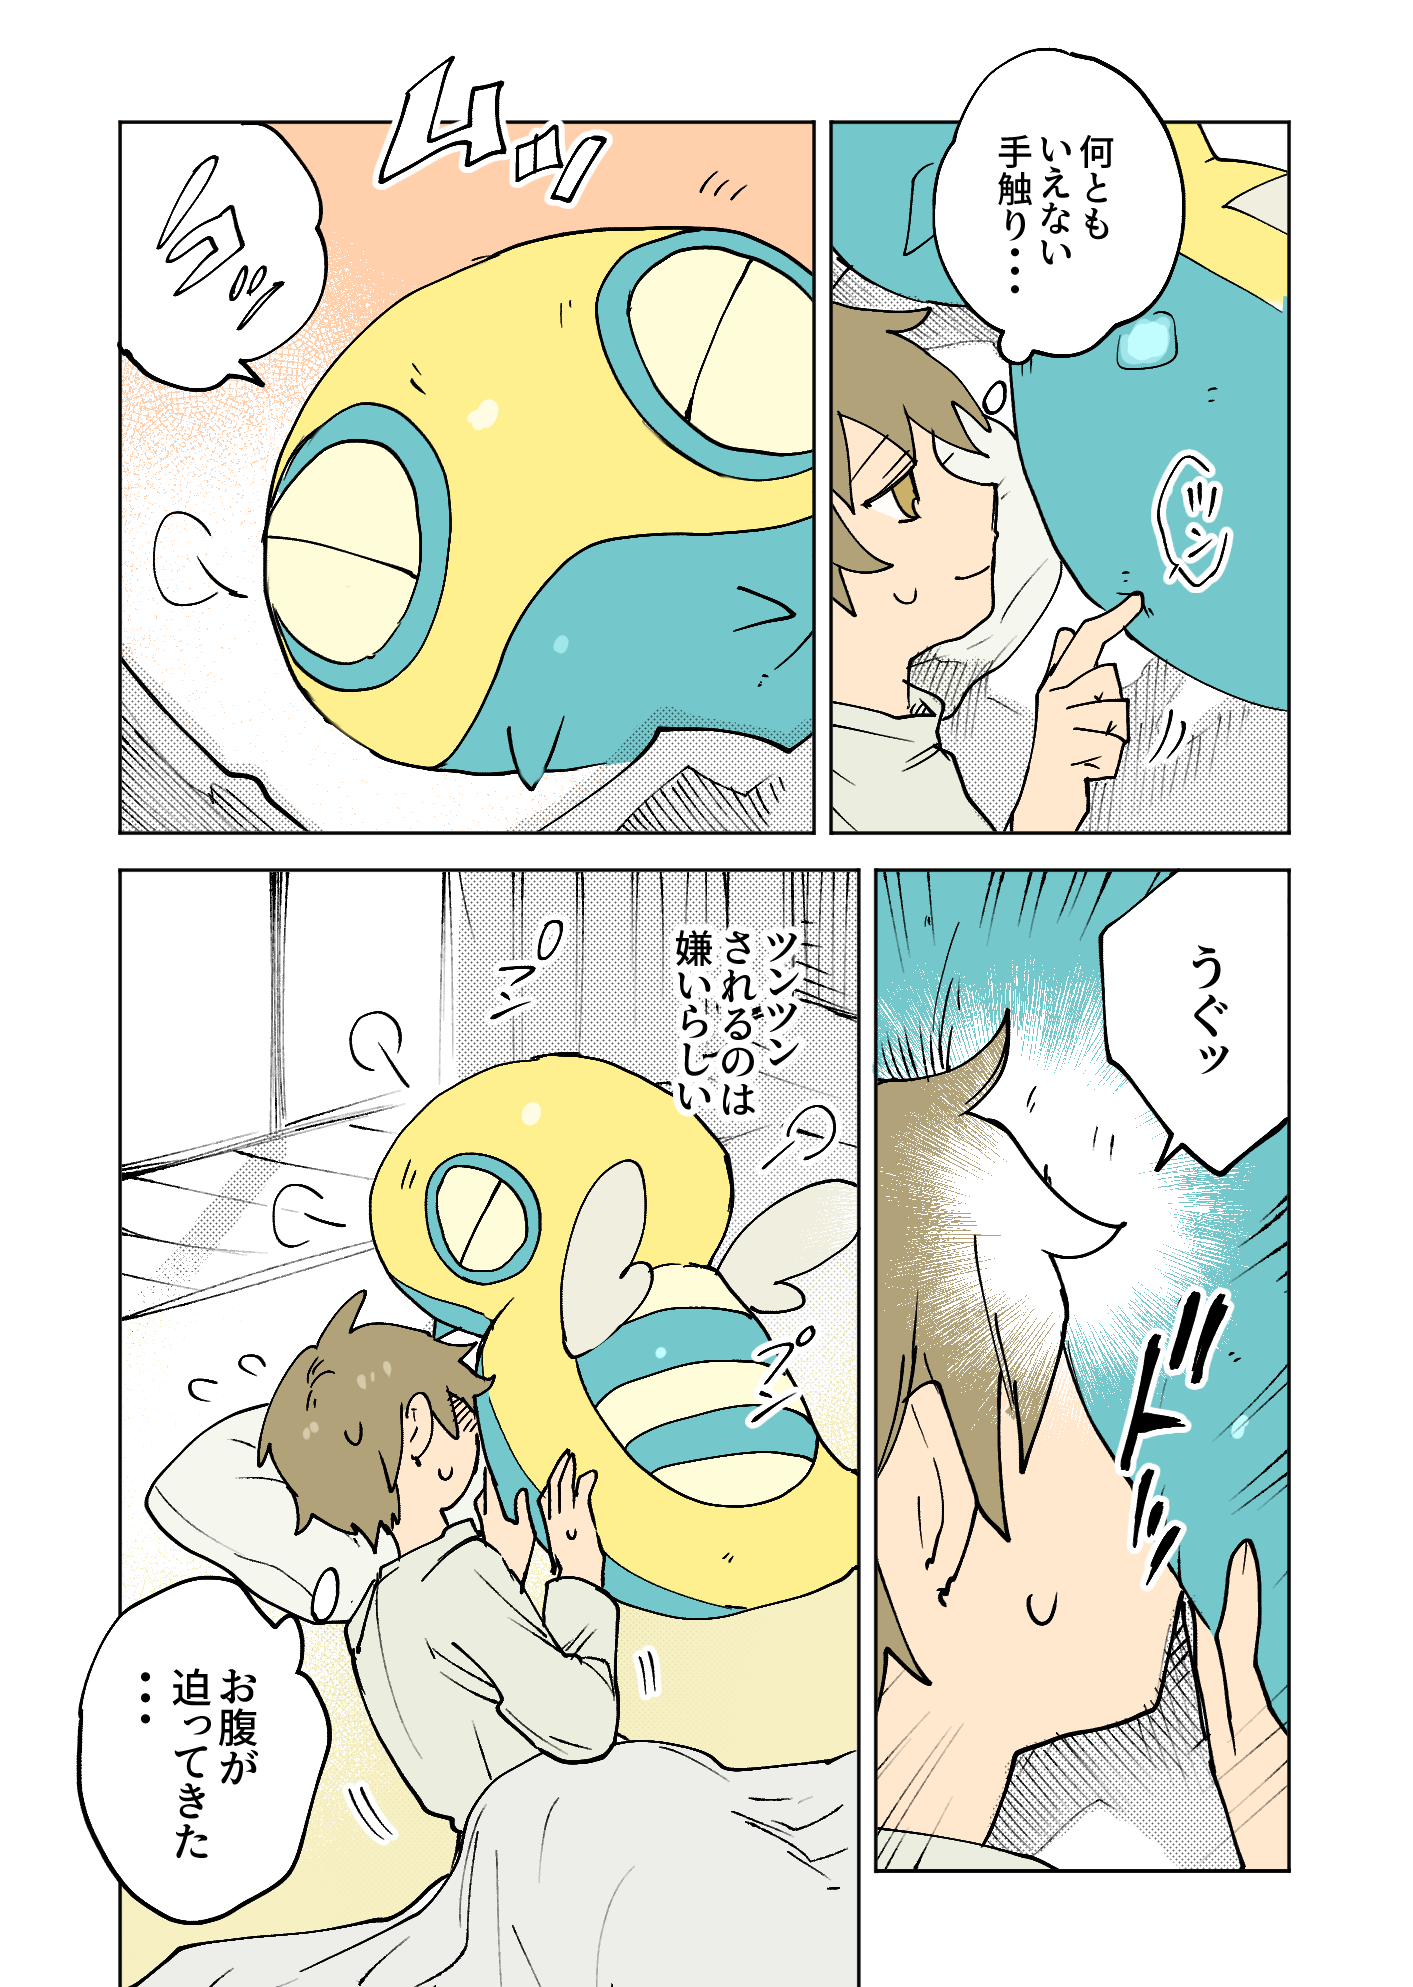 何とも
いえない
手触り・・・
ツン
ムッ
うぐッ
ドッ
ツンツン
されるのは
嫌いらしい
プン
プン
お腹が
迫ってきた
・・・